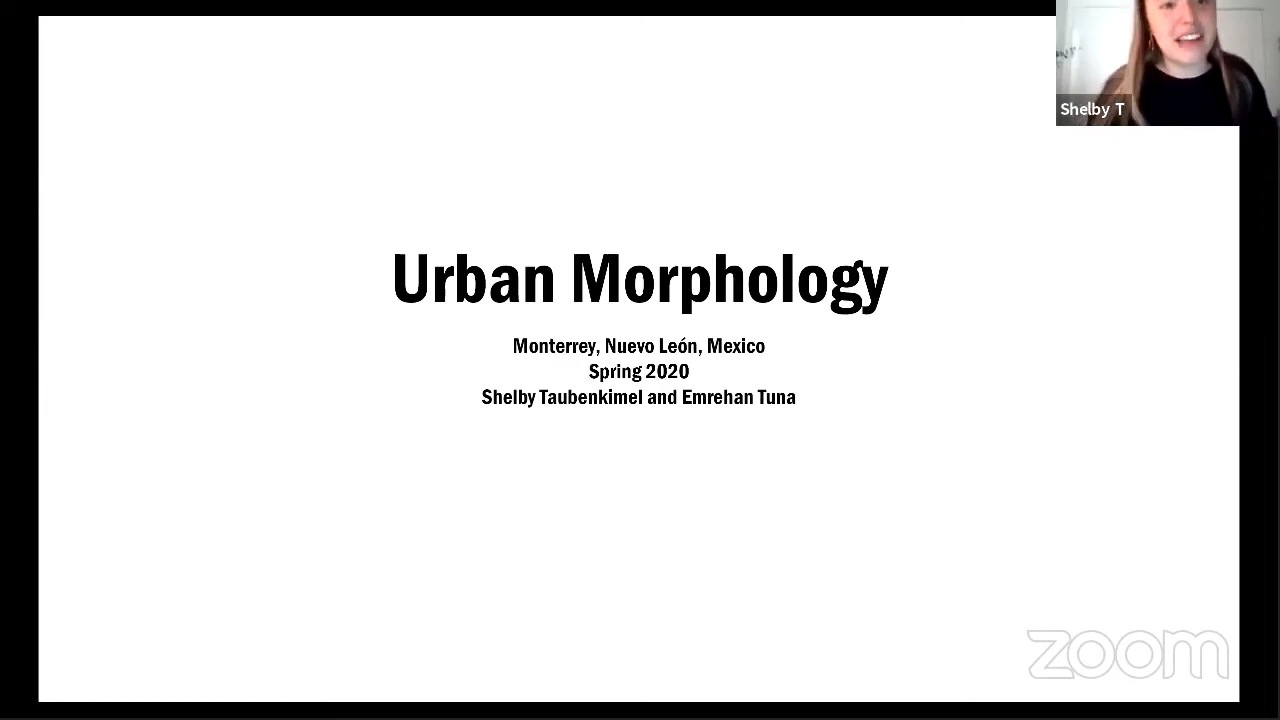 Shelby T
Urban Morphology
Monterrey, Nuevo León, Mexico
Spring 2020
Shelby Taubenkimel and Emrehan Tuna
zoom